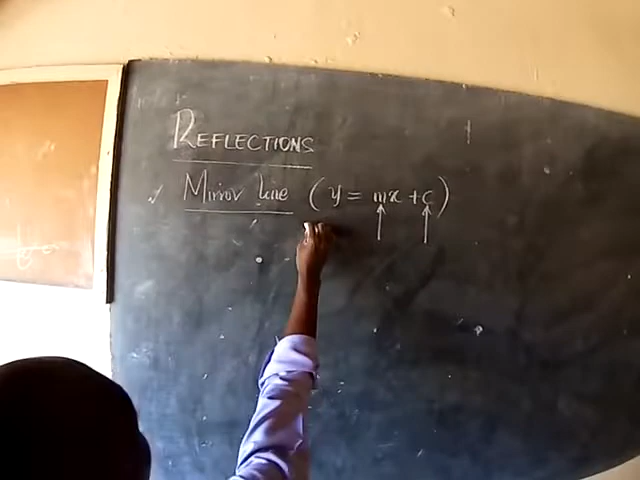 REFLECTIONS
✓ Mirror line (y = mx + c)